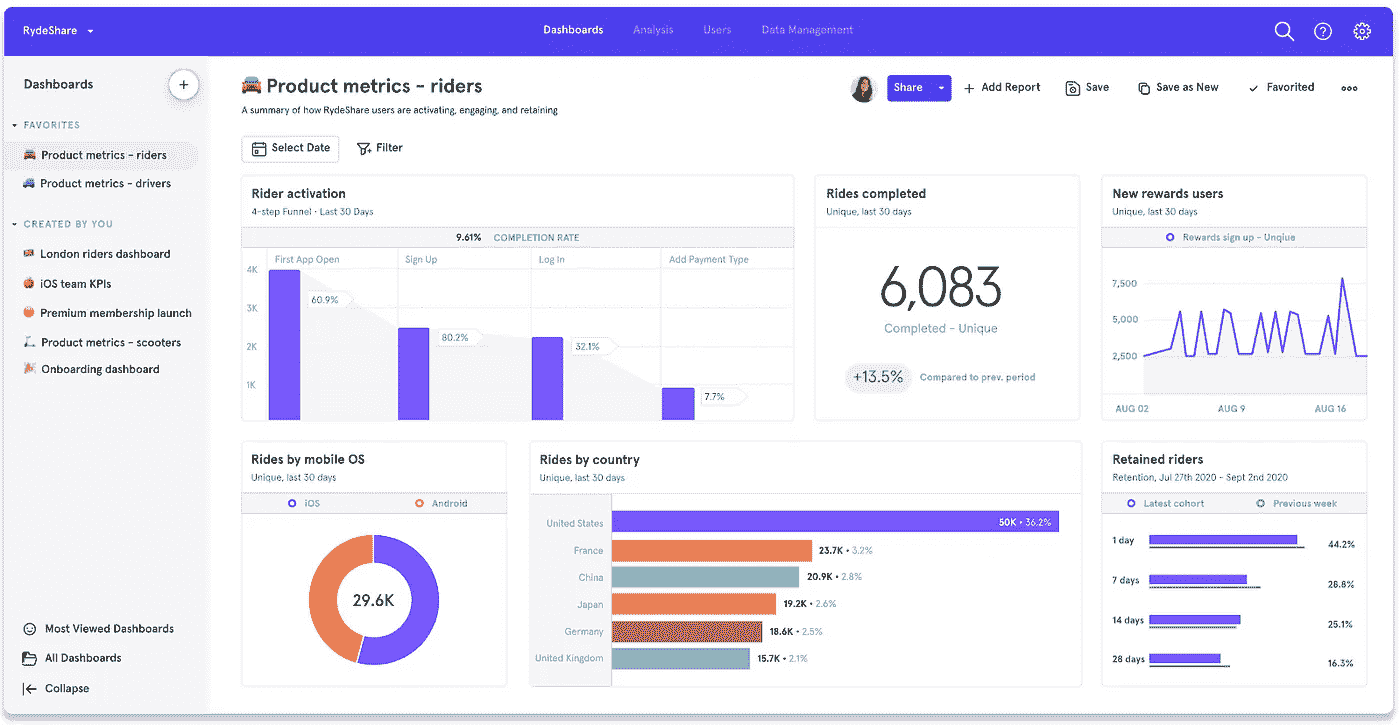 RydeShare
Dashboards Analysis Users Data Management
Dashboards
+
FAVORITES
Product metrics - riders
Product metrics - drivers
CREATED BY YOU
London riders dashboard
iOS team KPIs
Premium membership launch
Product metrics - scooters
Onboarding dashboard
Most Viewed Dashboards
All Dashboards
Collapse
Product metrics - riders
A summary of how RydeShare users are activating, engaging, and retaining
Share
+ Add Report
Save
Save as New
Favorited
Select Date
Filter
Rider activation
4-step Funnel · Last 30 Days
9.61% COMPLETION RATE
First App Open
Sign Up
Log In
Add Payment Type
4K
3K
2K
1K
60.9%
80.2%
32.1%
7.7%
Rides completed
Unique, last 30 days
6,083
Completed - Unique
+13.5% Compared to prev. period
New rewards users
Unique, last 30 days
Rewards sign up - Unqiue
7,500
5,000
2,500
AUG 02 AUG 9 AUG 16
Rides by mobile OS
Unique, last 30 days
iOS Android
29.6K
Rides by country
Unique, last 30 days
United States 50K • 36.2%
France 23.7K • 3.2%
China 20.9K • 2.8%
Japan 19.2K • 2.6%
Germany 18.6K • 2.5%
United Kingdom 15.7K • 2.1%
Retained riders
Retention, Jul 27th 2020 - Sept 2nd 2020
Latest cohort Previous week
1 day 44.2%
7 days 28.8%
14 days 25.1%
28 days 16.3%